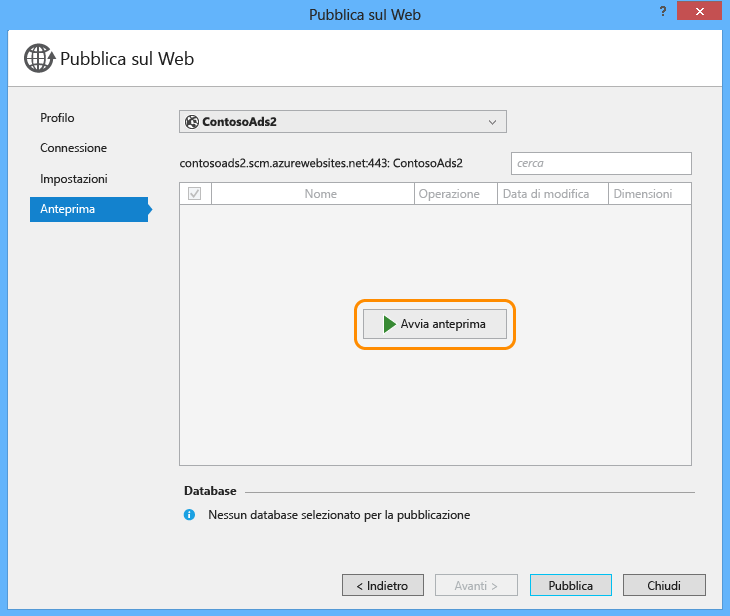 Pubblica sul Web
?
Pubblica sul Web
Profilo
Connessione
Impostazioni
Anteprima
ContosoAds2
contosoads2.scm.azurewebsites.net:443: ContosoAds2
cerca
Nome Operazione Data di modifica Dimensioni
Avvia anteprima
Database
Nessun database selezionato per la pubblicazione
< Indietro Avanti > Pubblica Chiudi